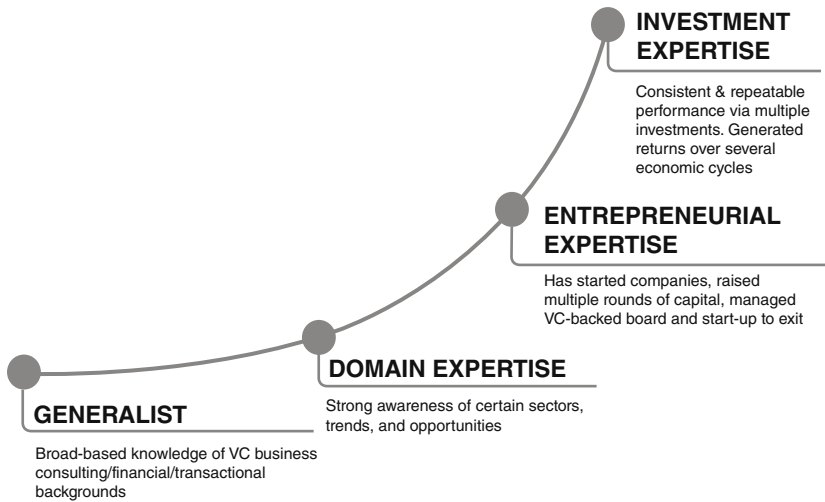 INVESTMENT
EXPERTISE
Consistent & repeatable
performance via multiple
investments. Generated
returns over several
economic cycles
ENTREPRENEURIAL
EXPERTISE
Has started companies, raised
multiple rounds of capital, managed
VC-backed board and start-up to exit
DOMAIN EXPERTISE
Strong awareness of certain sectors,
trends, and opportunities
GENERALIST
Broad-based knowledge of VC business
consulting/financial/transactional
backgrounds